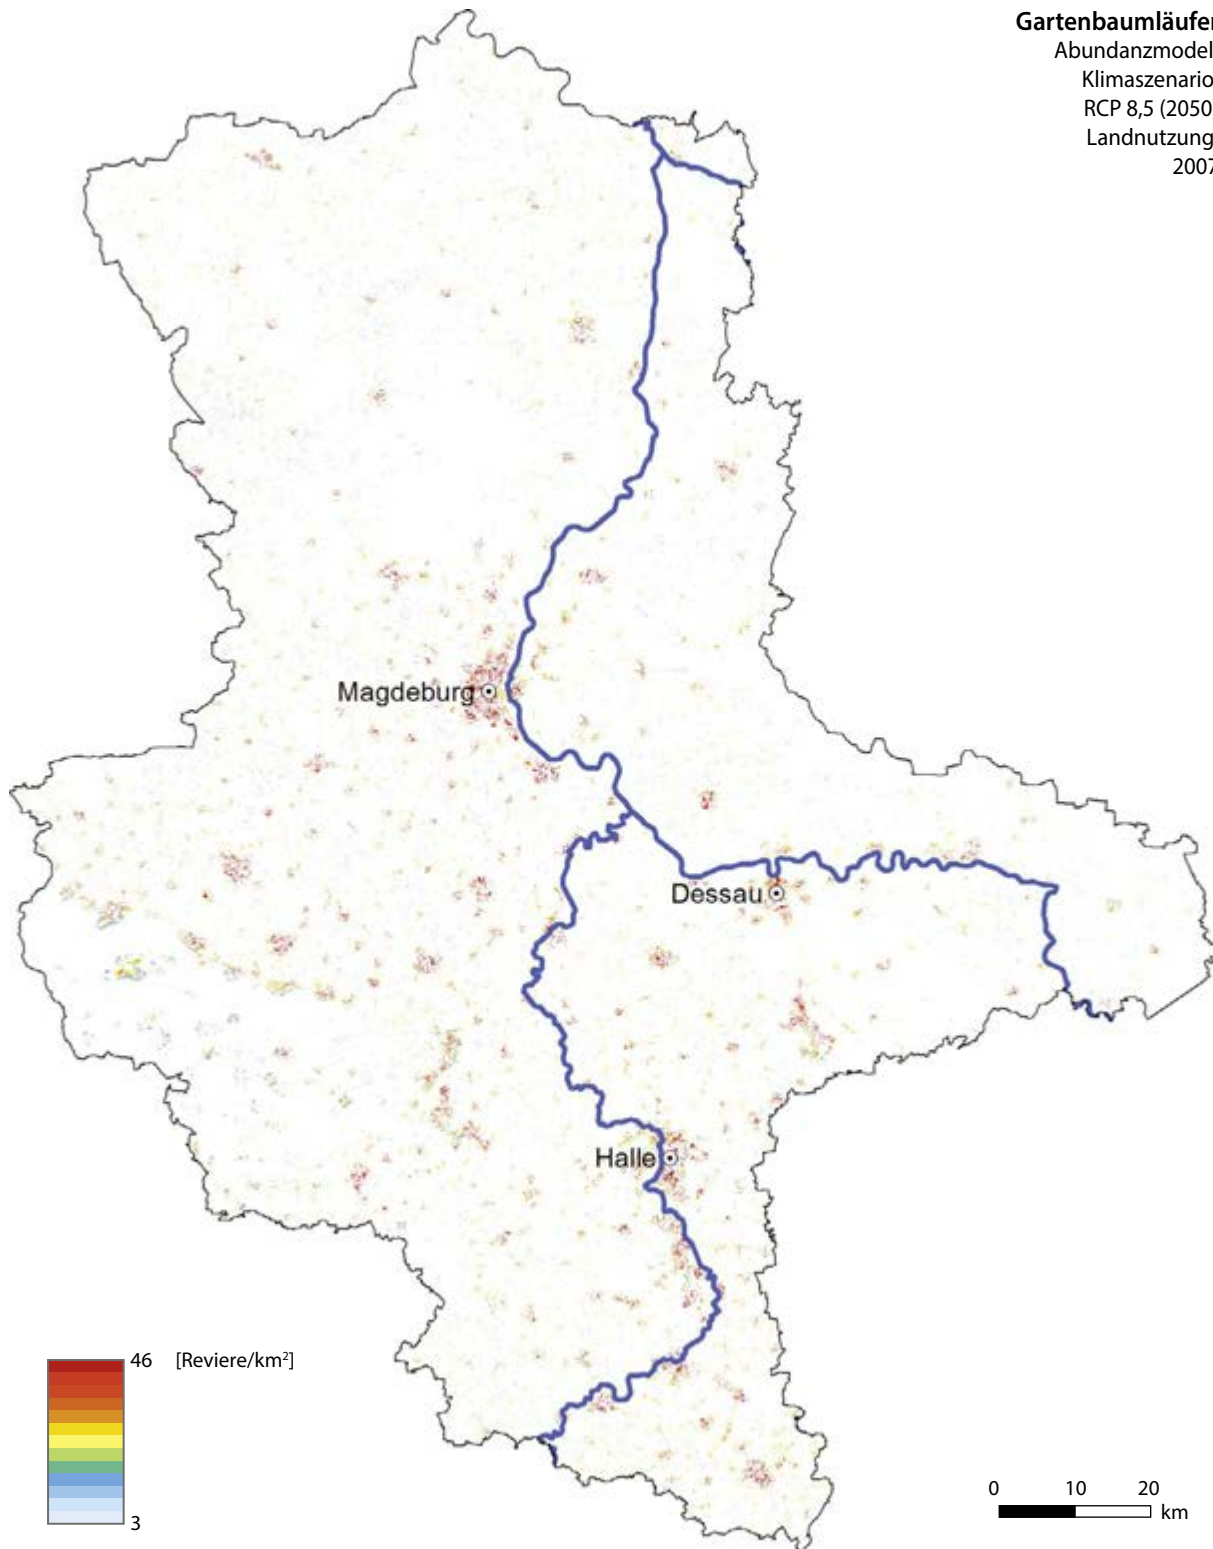 Gartenbaumläufer
Abundanzmodell
Klimaszenario
RCP 8,5 (2050
Landnutzung
2007
Magdeburg
Dessau
Halle
46 [Reviere/km²]
3
0 10 20
km